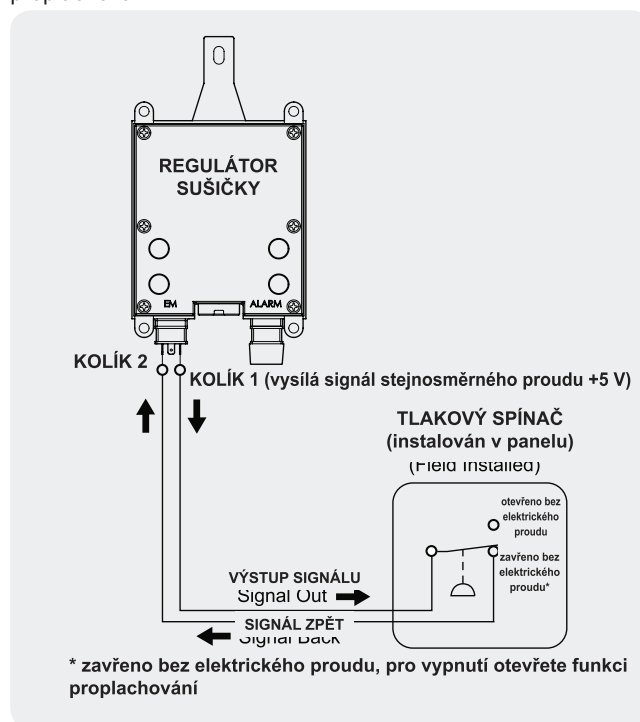 REGULÁTOR
SUŠIČKY
EM
ALARM
KOLÍK 2
KOLÍK 1 (vysílá signál stejnosměrného proudu +5 V)
TLAKOVÝ SPÍNAČ
(instalován v panelu)
(Field Installed)
otevřeno bez
elektrického
proudu
zavřeno bez
elektrického
proudu*
VÝSTUP SIGNÁLU
Signal Out
SIGNÁL ZPĚT
Signal Back
* zavřeno bez elektrického proudu, pro vypnutí otevřete funkci
proplachování